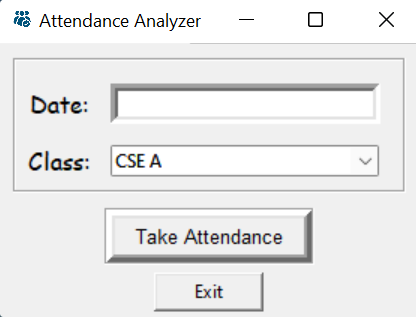 Attendance Analyzer
Date:
Class: CSE A
Take Attendance
Exit